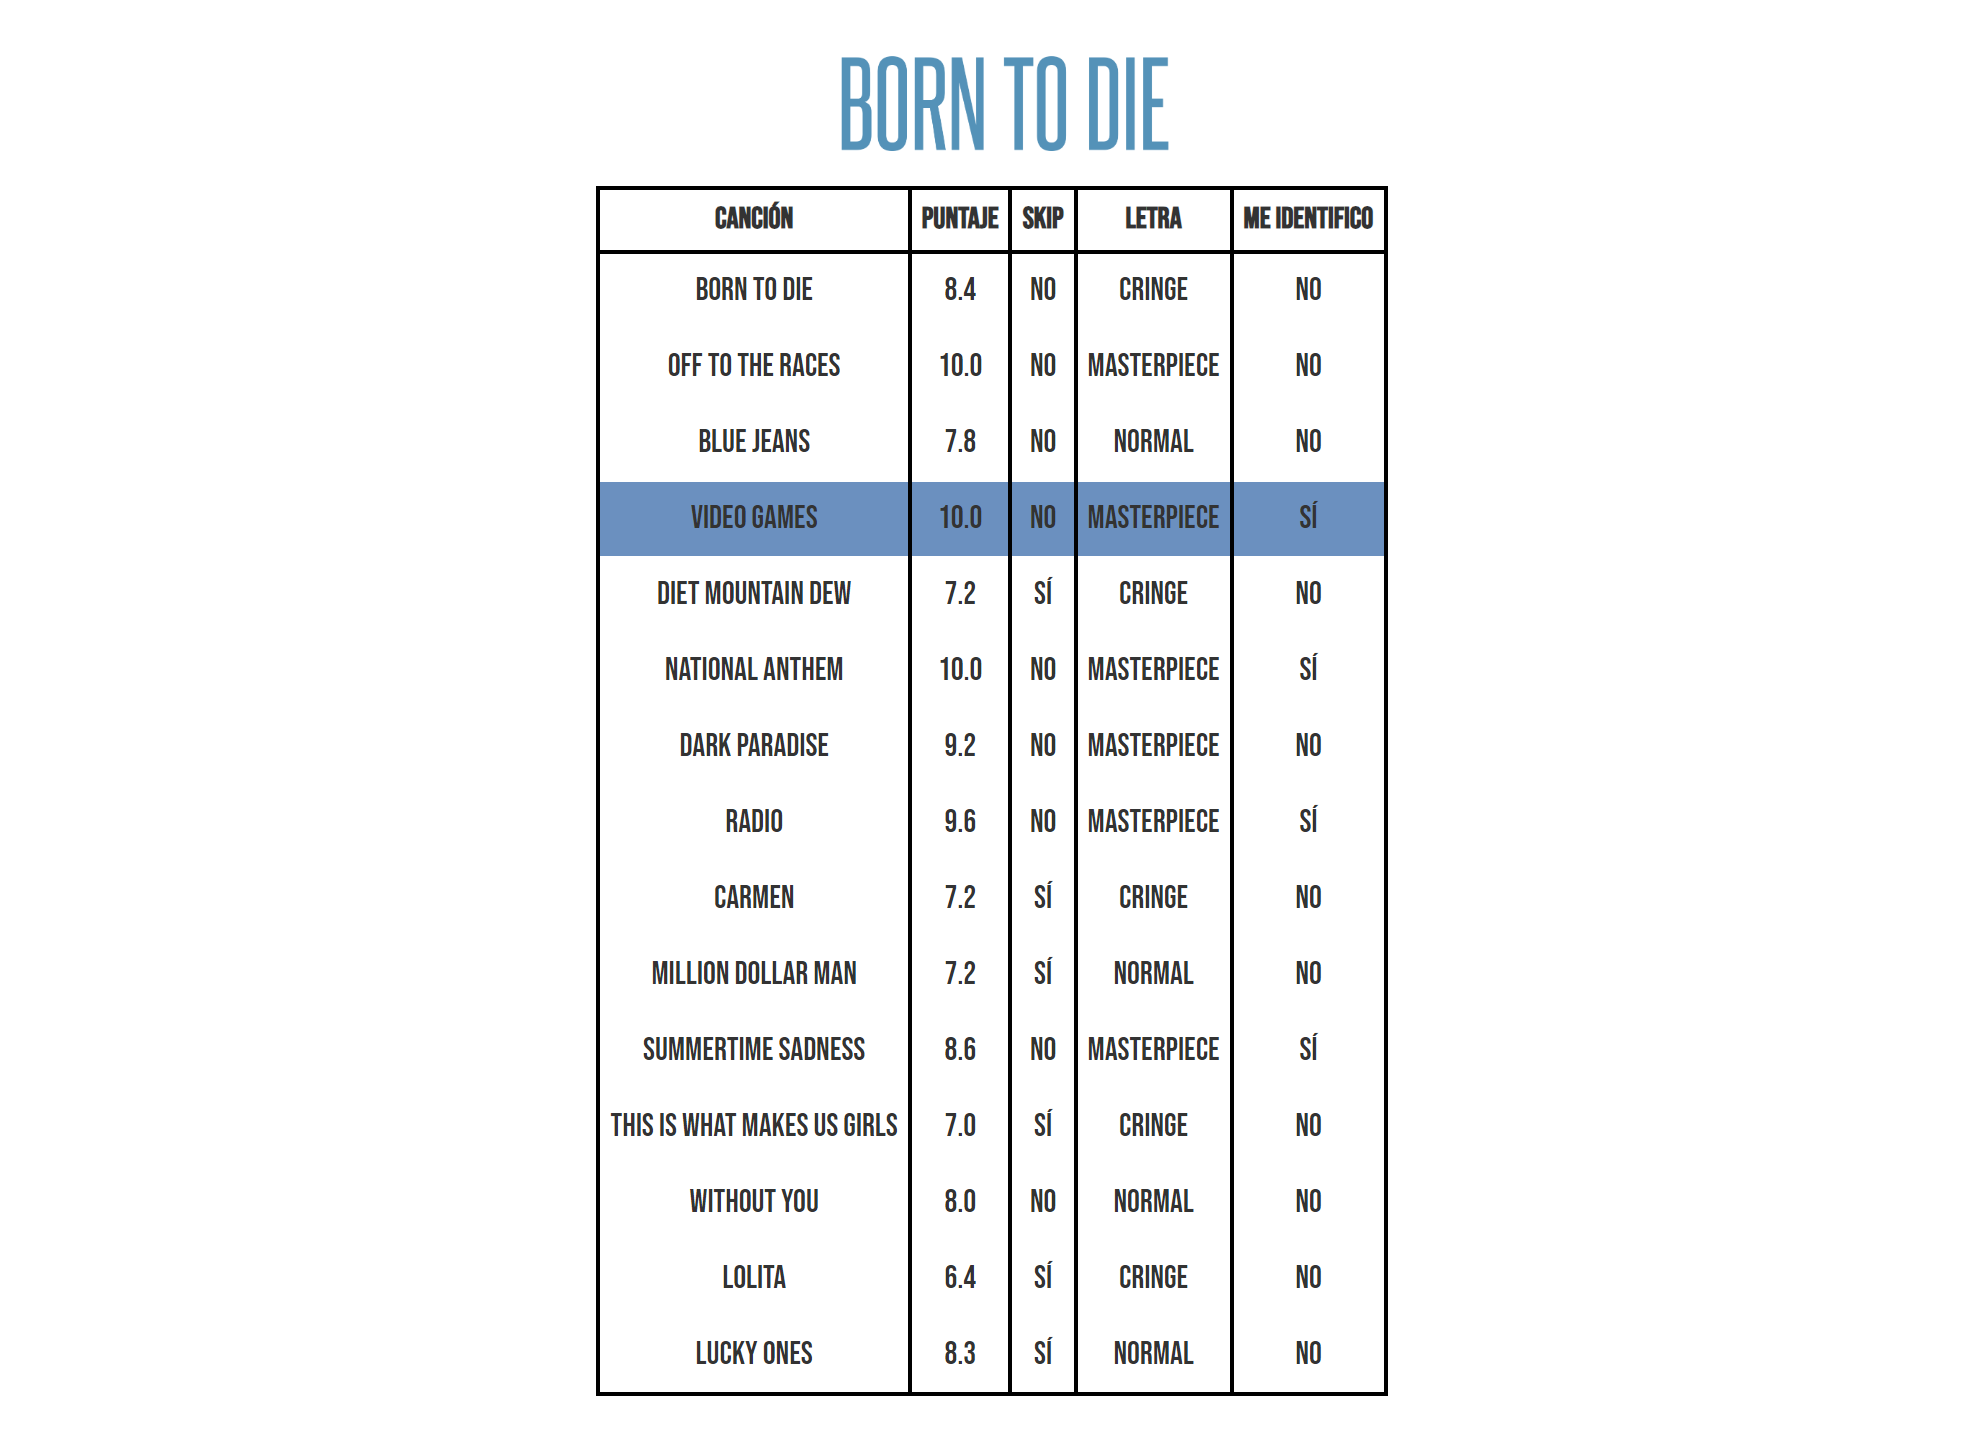 BORN TO DIE
CANCIÓN PUNTAJE SKIP LETRA ME IDENTIFICO
BORN TO DIE 8.4 NO CRINGE NO
OFF TO THE RACES 10.0 NO MASTERPIECE NO
BLUE JEANS 7.8 NO NORMAL NO
VIDEO GAMES 10.0 NO MASTERPIECE SÍ
DIET MOUNTAIN DEW 7.2 SÍ CRINGE NO
NATIONAL ANTHEM 10.0 NO MASTERPIECE SÍ
DARK PARADISE 9.2 NO MASTERPIECE NO
RADIO 9.6 NO MASTERPIECE SÍ
CARMEN 7.2 SÍ CRINGE NO
MILLION DOLLAR MAN 7.2 SÍ NORMAL NO
SUMMERTIME SADNESS 8.6 NO MASTERPIECE SÍ
THIS IS WHAT MAKES US GIRLS 7.0 SÍ CRINGE NO
WITHOUT YOU 8.0 NO NORMAL NO
LOLITA 6.4 SÍ CRINGE NO
LUCKY ONES 8.3 SÍ NORMAL NO